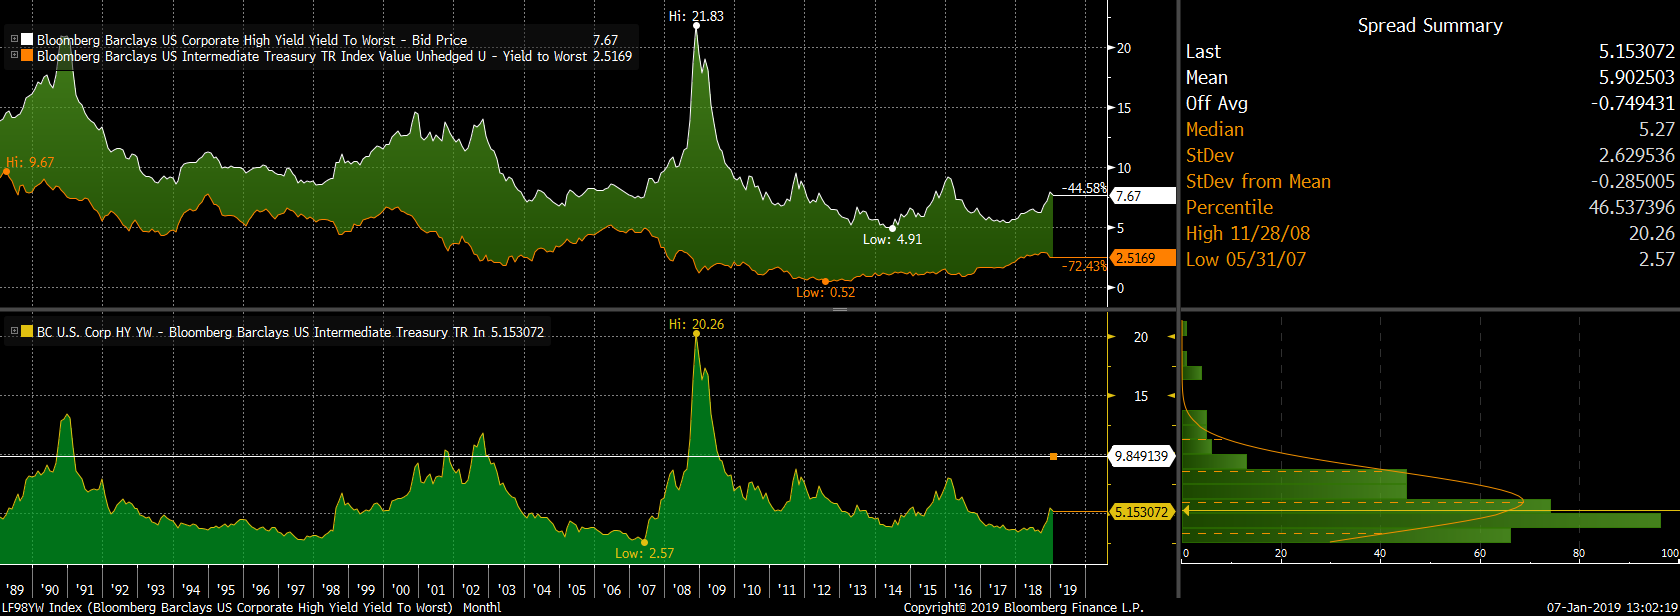 Hi: 21.83
Bloomberg Barclays US Corporate High Yield Yield To Worst - Bid Price 7.67
Bloomberg Barclays US Intermediate Treasury TR Index Value Unhedged U - Yield to Worst 2.5169
20
15
Hi: 9.67
10
-44.58%
7.67
5
Low: 4.91
2.5169
-72.43%
Low: 0.52
0
Spread Summary
Last 5.153072
Mean 5.902503
Off Avg -0.749431
Median 5.27
StDev 2.629536
StDev from Mean -0.285005
Percentile 46.537396
High 11/28/08 20.26
Low 05/31/07 2.57
Hi: 20.26
BC U.S. Corp HY YW - Bloomberg Barclays US Intermediate Treasury TR In 5.153072
20
15
9.849139
5.153072
Low: 2.57
0 20 40 60 80 100
'89 '90 '91 '92 '93 '94 '95 '96 '97 '98 '99 '00 '01 '02 '03 '04 '05 '06 '07 '08 '09 '10 '11 '12 '13 '14 '15 '16 '17 '18 '19
LF98YW Index (Bloomberg Barclays US Corporate High Yield Yield To Worst) Monthl
Copyright© 2019 Bloomberg Finance L.P.
07-Jan-2019 13:02:19